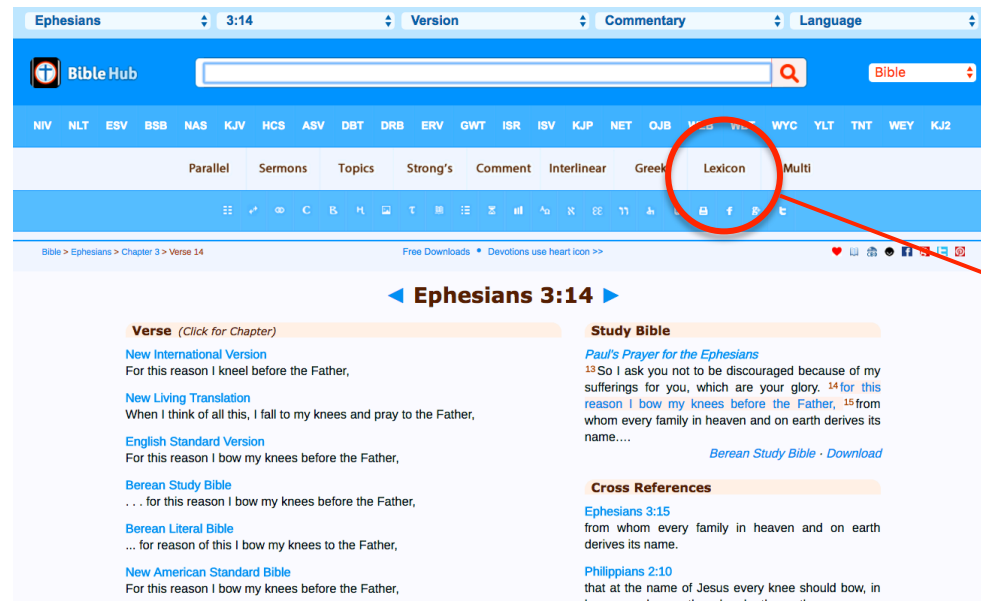 Ephesians 3:14 Version Commentary Language
Bible Hub Bible
NIV NLT ESV BSB NAS KJV HCS ASV DBT DRB ERV GWT ISR ISV KJP NET OJB WEB WBT WYC YLT TNT WEY KJ2
Parallel Sermons Topics Strong's Comment Interlinear Greek Lexicon Multi
Bible > Ephesians > Chapter 3 > Verse 14 Free Downloads • Devotions use heart icon >>
◄ Ephesians 3:14 ►
Verse (Click for Chapter)
New International Version
For this reason I kneel before the Father,
New Living Translation
When I think of all this, I fall to my knees and pray to the Father,
English Standard Version
For this reason I bow my knees before the Father,
Berean Study Bible
. . . for this reason I bow my knees before the Father,
Berean Literal Bible
... for reason of this I bow my knees to the Father,
New American Standard Bible
For this reason I bow my knees before the Father,
Study Bible
Paul's Prayer for the Ephesians
13 So I ask you not to be discouraged because of my
sufferings for you, which are your glory. 14 for this
reason I bow my knees before the Father, 15 from
whom every family in heaven and on earth derives its
name....
Berean Study Bible · Download
Cross References
Ephesians 3:15
from whom every family in heaven and on earth
derives its name.
Philippians 2:10
that at the name of Jesus every knee should bow, in